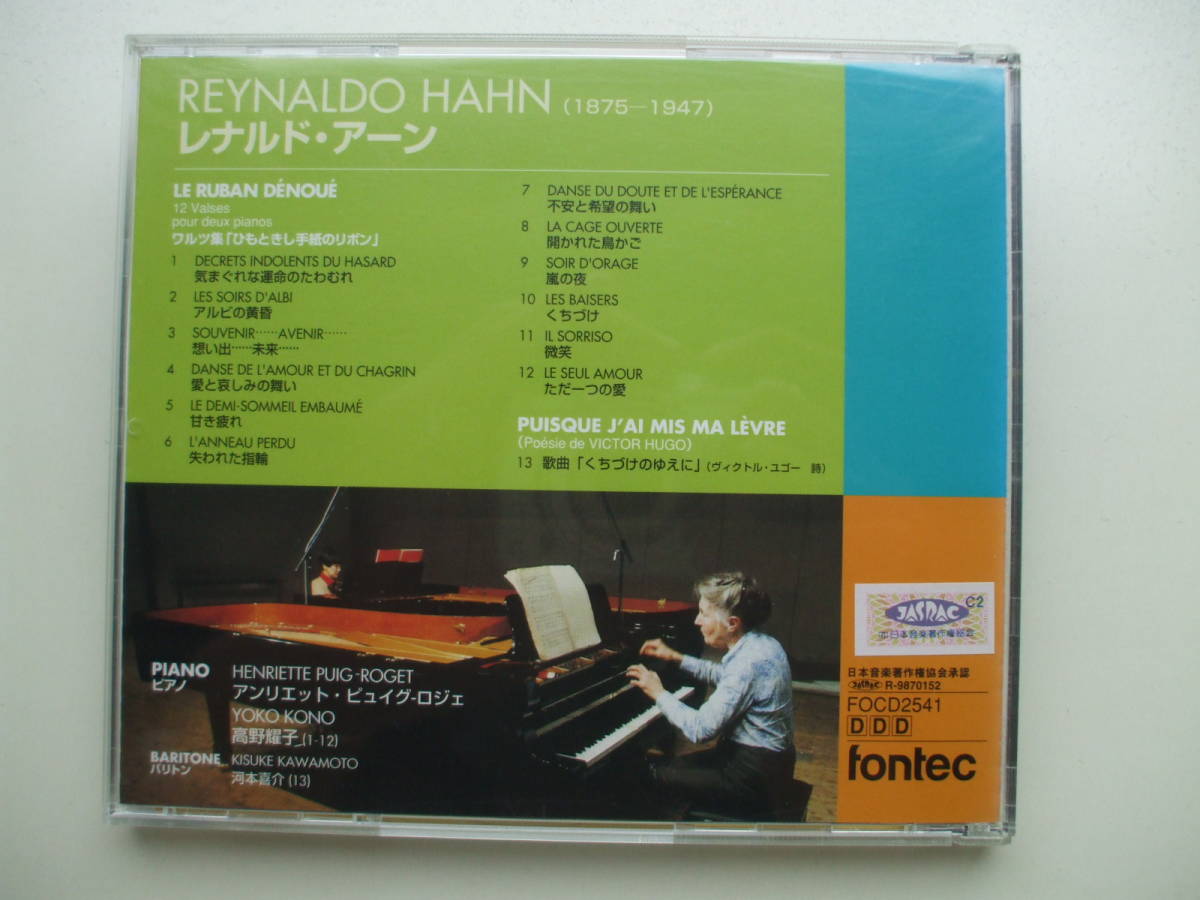 REYNALDO HAHN (1875—1947)
レナルド・アーン
LE RUBAN DÉNOUÉ
12 Valses
pour deux pianos
ワルツ集「ひもときし手紙のリボン」
1 DECRETS INDOLENTS DU HASARD
気まぐれな運命のたわむれ
2 LES SOIRS D'ALBI
アルビの黄昏
3 SOUVENIR……AVENIR……
想い出……未来……
4 DANSE DE L'AMOUR ET DU CHAGRIN
愛と哀しみの舞い
5 LE DEMI-SOMMEIL EMBAUMÉ
甘き疲れ
6 L'ANNEAU PERDU
失われた指輪
7 DANSE DU DOUTE ET DE L'ESPÉRANCE
不安と希望の舞い
8 LA CAGE OUVERTE
開かれた鳥かご
9 SOIR D'ORAGE
嵐の夜
10 LES BAISERS
くちづけ
11 IL SORRISO
微笑
12 LE SEUL AMOUR
ただ一つの愛
PUISQUE J'AI MIS MA LÈVRE
(Poésie de VICTOR HUGO)
13 歌曲「くちづけのゆえに」(ヴィクトル・ユゴー 詩)
PIANO HENRIETTE PUIG-ROGET
ピアノ アンリエット・ピュイグ-ロジェ
YOKO KONO
高野耀子 (1-12)
BARITONE KISUKE KAWAMOTO
バリトン 河本喜介 (13)
C2
JASRAC
日本音楽著作権協会
日本音楽著作権協会承認
JASRAC R-9870152
FOCD2541
DDD
fontec